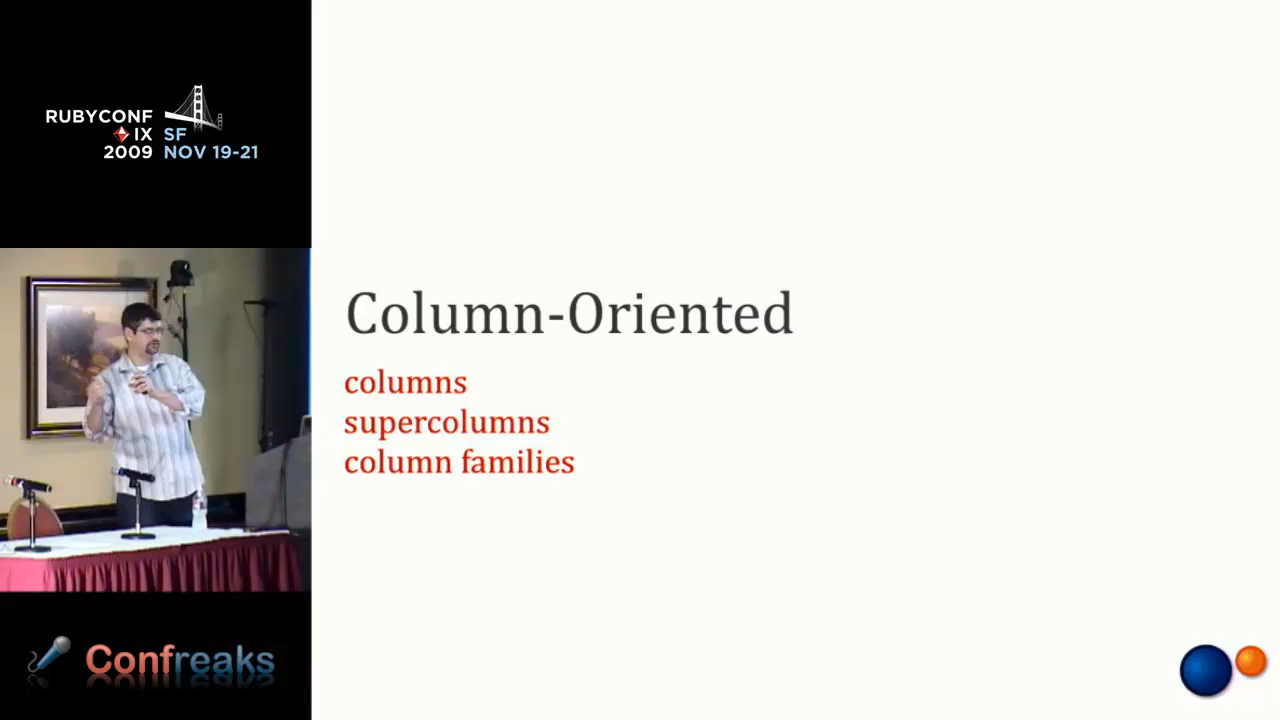 RUBYCONF
IX SF
2009 NOV 19-21
Column-Oriented
columns
supercolumns
column families
Confreaks